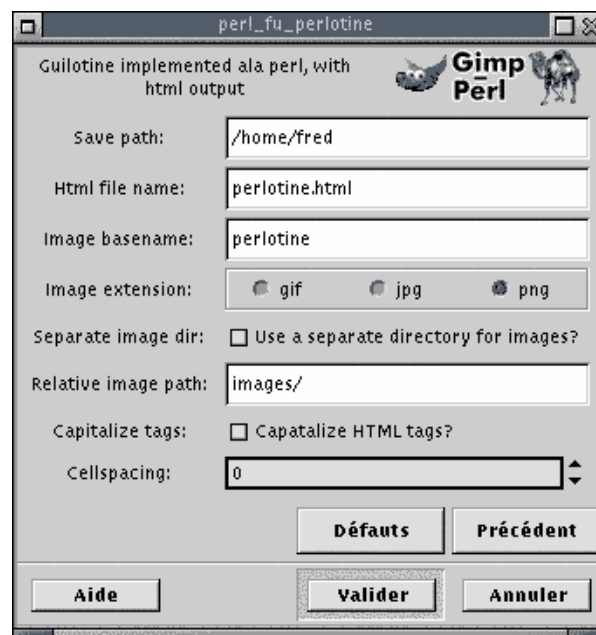 perl_fu_perlotine
Guilotine implemented ala perl, with
html output
Gimp
–
Perl
Save path: /home/fred
Html file name: perlotine.html
Image basename: perlotine
Image extension: gif jpg png
Separate image dir: Use a separate directory for images?
Relative image path: images/
Capitalize tags: Capatalize HTML tags?
Cellspacing: 0
Défauts Précédent
Aide Valider Annuler